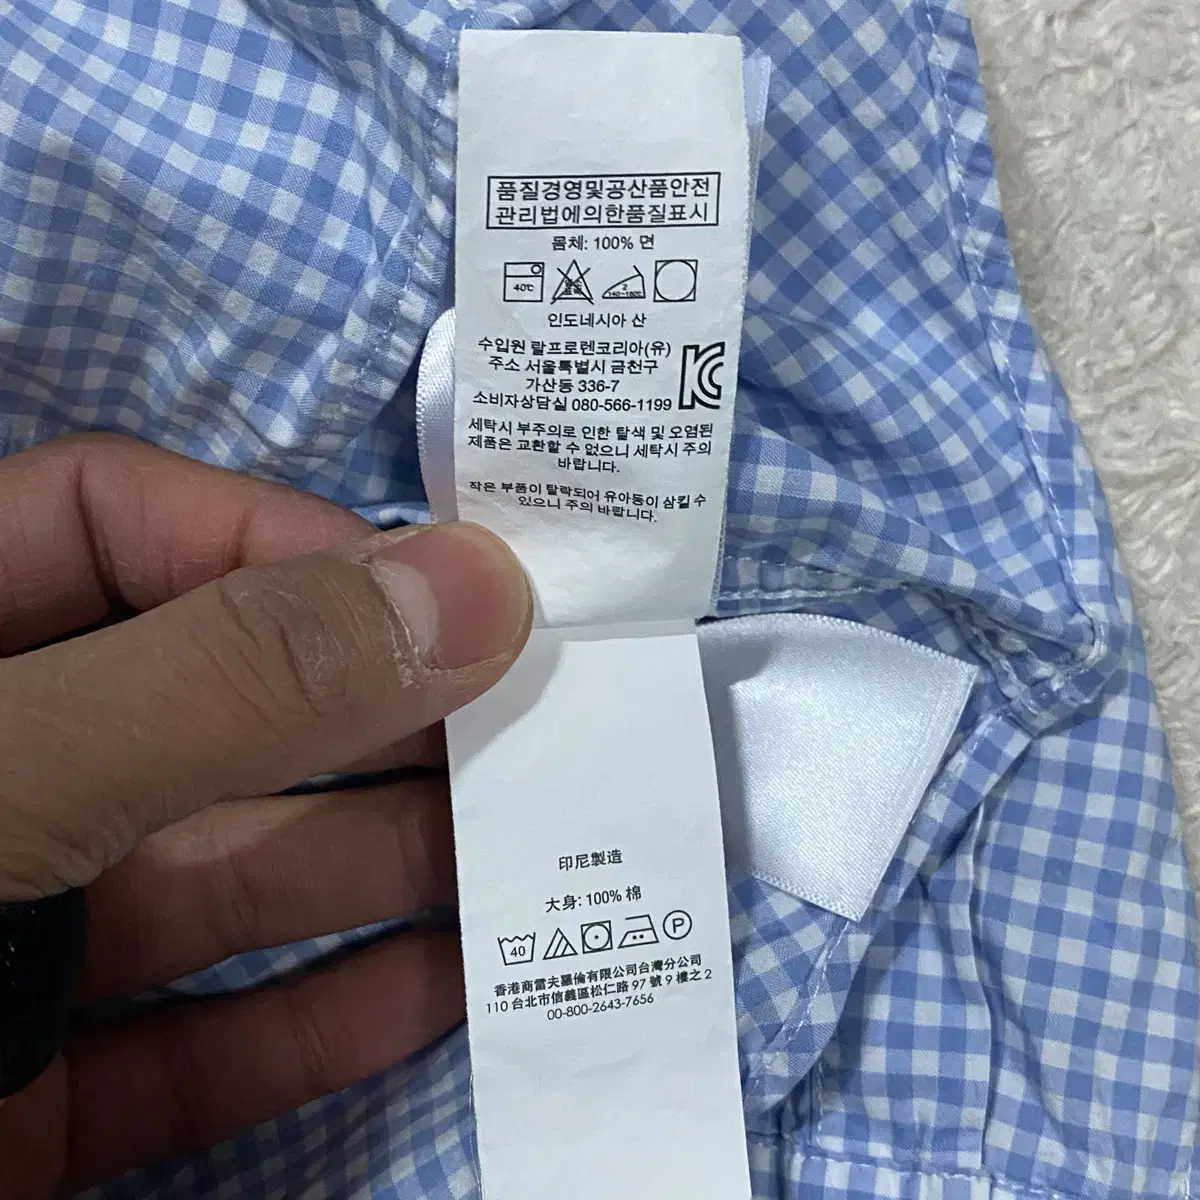 품질경영및공산품안전
관리법에의한품질표시
몸체: 100% 면
40℃
2
140~160℃
인도네시아 산
수입원 랄프로렌코리아(유)
주소 서울특별시 금천구
가산동 336-7
소비자상담실 080-566-1199
세탁시 부주의로 인한 탈색 및 오염된
제품은 교환할 수 없으니 세탁시 주의
바랍니다.
작은 부품이 탈락되어 유아동이 삼킬 수
있으니 주의 바랍니다.
印尼製造
大身: 100% 棉
40
P
香港商雷夫羅倫有限公司台灣分公司
110 台北市信義區松仁路 97 號 9 樓之 2
00-800-2643-7656